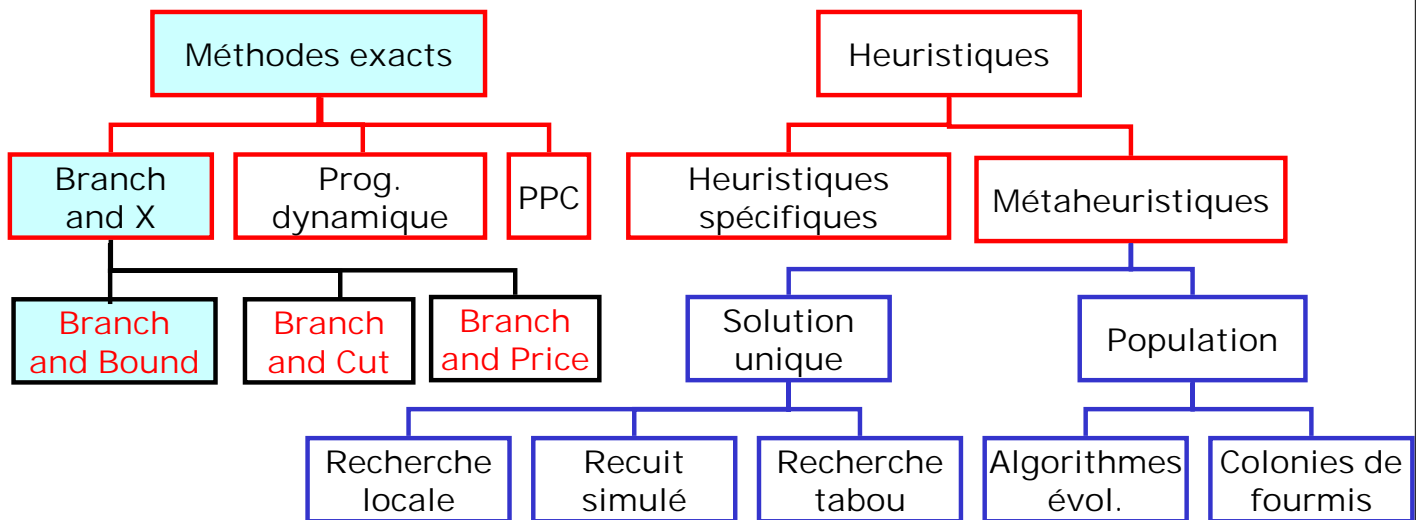 Méthodes exacts
Heuristiques
Branch
and X
Prog.
dynamique
PPC
Heuristiques
spécifiques
Métaheuristiques
Branch
and Bound
Branch
and Cut
Branch
and Price
Solution
unique
Population
Recherche
locale
Recuit
simulé
Recherche
tabou
Algorithmes
évol.
Colonies de
fourmis